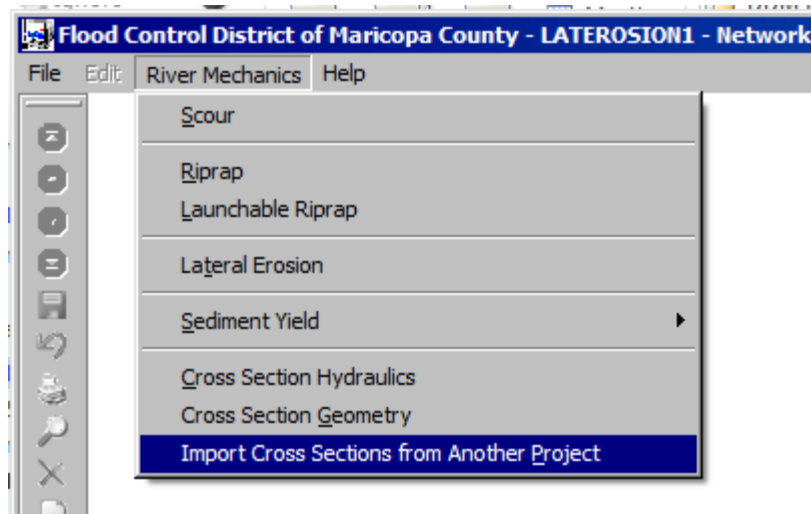 Flood Control District of Maricopa County - LATEROSION1 - Network
File Edit River Mechanics Help
Scour
Riprap
Launchable Riprap
Lateral Erosion
Sediment Yield
Cross Section Hydraulics
Cross Section Geometry
Import Cross Sections from Another Project